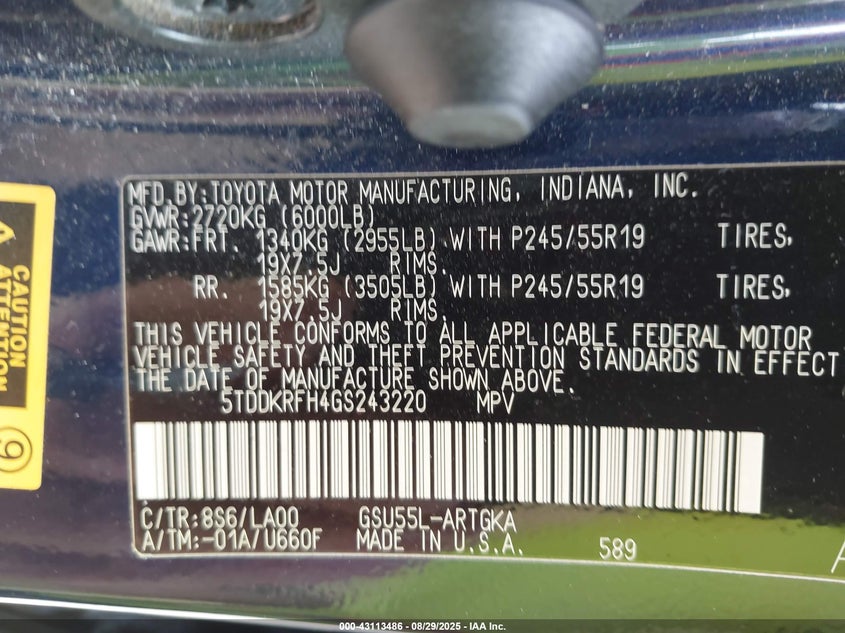 MFD.BY:TOYOTA MOTOR MANUFACTURING, INDIANA, INC.
GVWR:2720KG (6000LB)
GAWR:FRT. 1340KG (2955LB) WITH P245/55R19 TIRES,
19X7.5J RIMS.
RR. 1585KG (3505LB) WITH P245/55R19 TIRES,
19X7.5J RIMS.
THIS VEHICLE CONFORMS TO ALL APPLICABLE FEDERAL MOTOR
VEHICLE SAFETY AND THEFT PREVENTION STANDARDS IN EFFECT
THE DATE OF MANUFACTURE SHOWN ABOVE.
5TDDKRFH4GS243220 MPV
C/TR:8S6/LA00 GSU55L-ARTGKA
A/TM:-01A/U660F MADE IN U.S.A. 589
CAUTION
ATTENTION
9
000-43113486 - 08/29/2025 - IAA Inc.